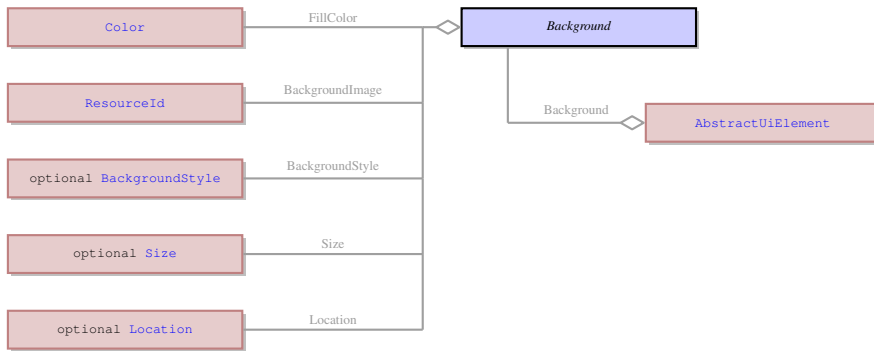 Color
FillColor
Background
ResourceId
BackgroundImage
Background
AbstractUiElement
optional BackgroundStyle
BackgroundStyle
optional Size
Size
optional Location
Location